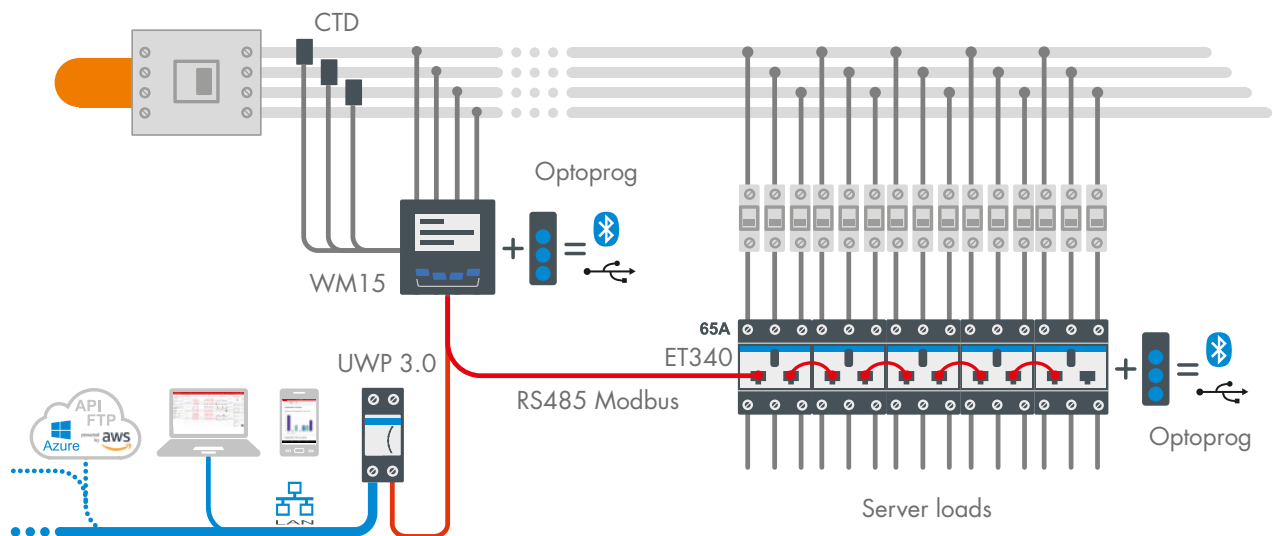 CTD
Optoprog
+
=
WM15
65A
ET340
UWP 3.0
RS485 Modbus
+
=
Optoprog
API
FTP
Azure
powered by
aws
LAN
Server loads